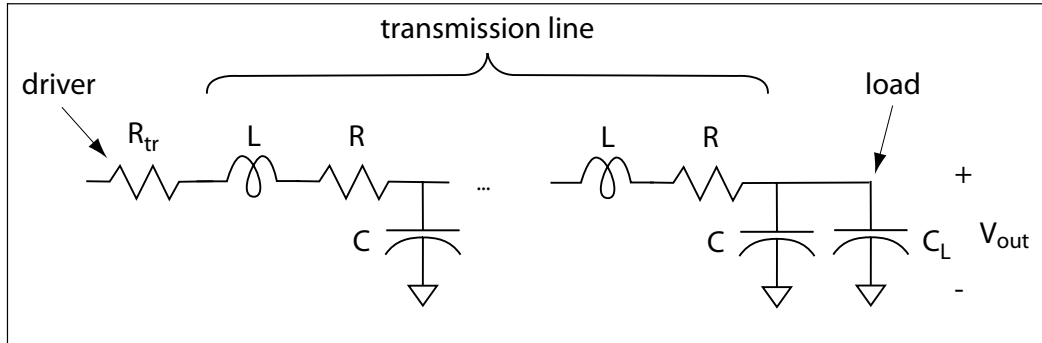 transmission line
driver
load
R_tr
L
R
L
R
...
+
C
C
C_L
V_out
-